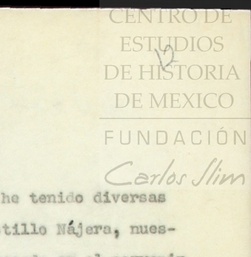 CENTRO DE
ESTUDIOS
DE HISTORIA
DE MEXICO
FUNDACIÓN
Carlos Slim
he tenido diversas
tillo Nájera, nues-